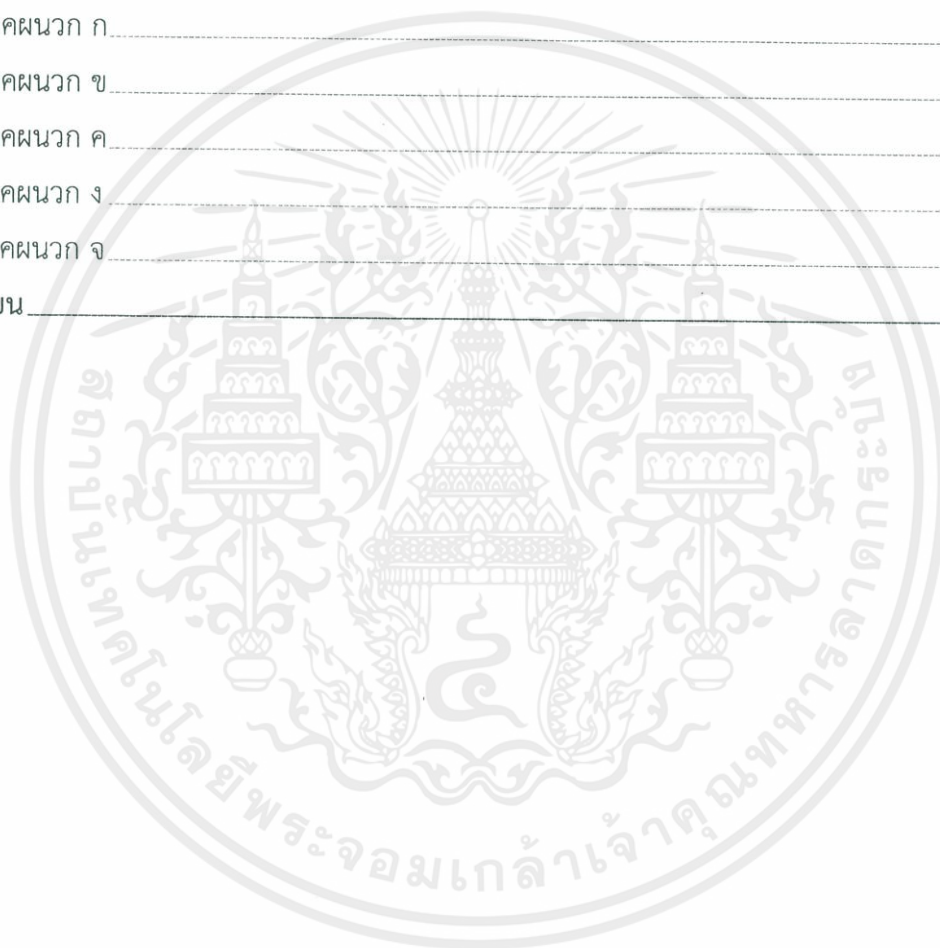 คผนวก ก
คผนวก ข
คผนวก ค
คผนวก ง
คผนวก จ
ยน
สถาบันเทคโนโลยีพระจอมเกล้าเจ้าคุณทหารลาดกระบัง
๔